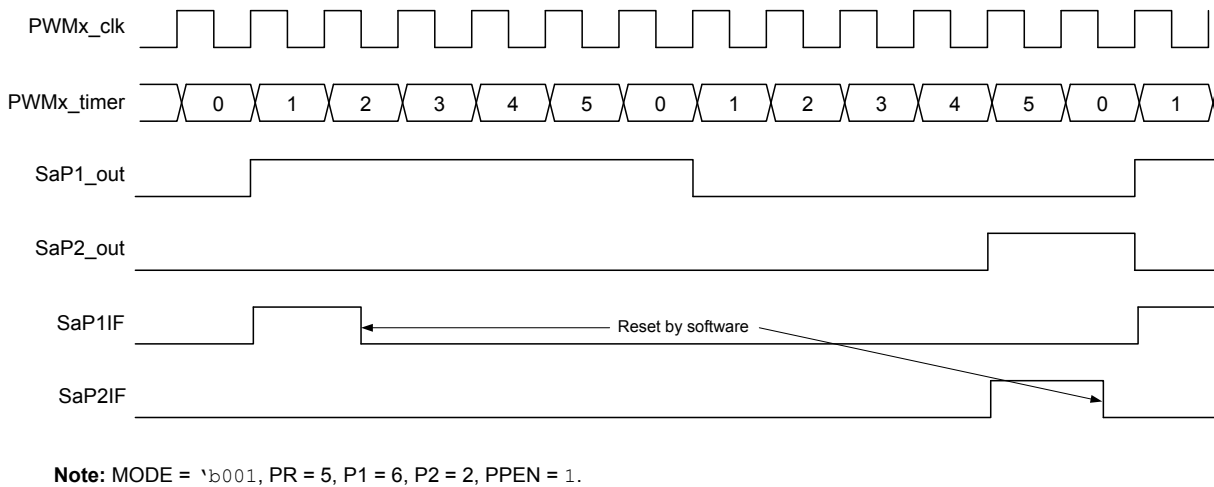 PWMx_clk
PWMx_timer 0 1 2 3 4 5 0 1 2 3 4 5 0 1
SaP1_out
SaP2_out
SaP1IF
Reset by software
SaP2IF
Note: MODE = ‘b001, PR = 5, P1 = 6, P2 = 2, PPEN = 1.